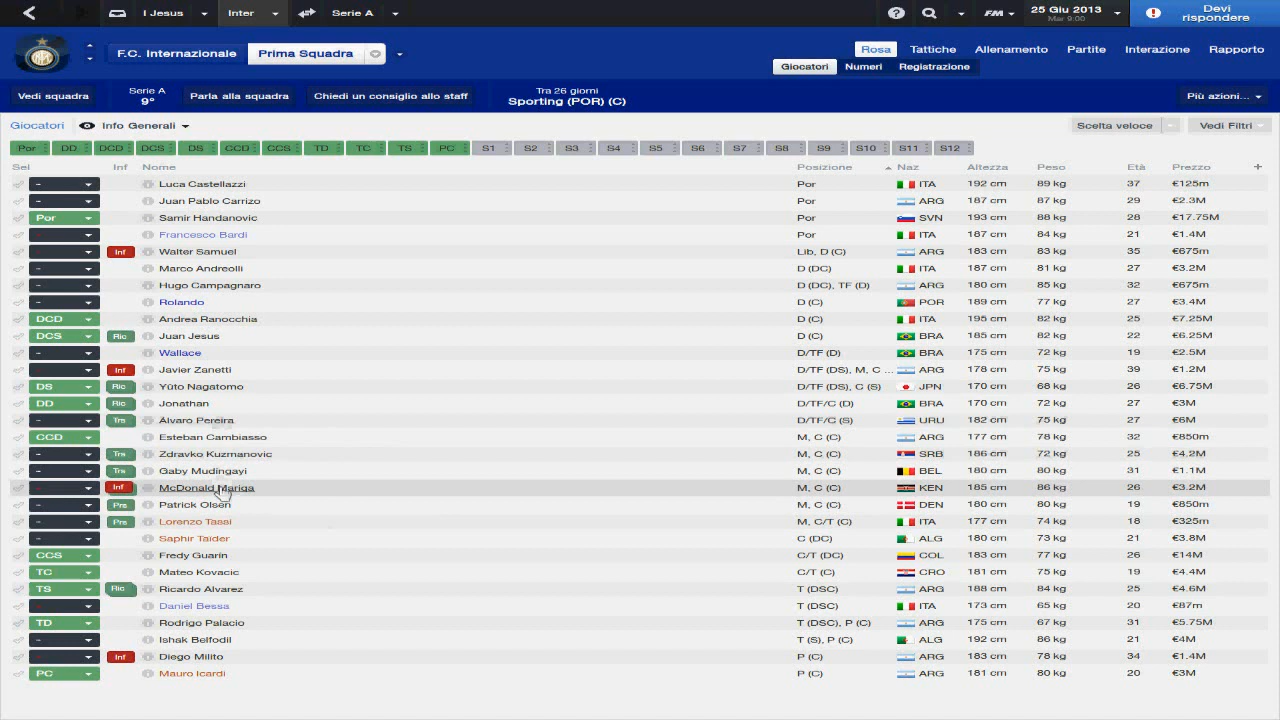 I Jesus Inter Serie A ? FM 25 Giu 2013 Mar 9:00 Devi rispondere
F.C. Internazionale Prima Squadra Rosa Tattiche Allenamento Partite Interazione Rapporto
Giocatori Numeri Registrazione
Vedi squadra Serie A 9° Parla alla squadra Chiedi un consiglio allo staff Tra 26 giorni Sporting (POR) (C) Più azioni...
Giocatori Info Generali Scelta veloce Vedi Filtri
Por DD DCD DCS DS CCD CCS TD TC TS PC S1 S2 S3 S4 S5 S6 S7 S8 S9 S10 S11 S12
Sel Inf Nome Posizione Naz Altezza Peso Età Prezzo +
- Luca Castellazzi Por ITA 192 cm 89 kg 37 €125m
- Juan Pablo Carrizo Por ARG 187 cm 87 kg 29 €2.3M
Por Samir Handanovic Por SVN 193 cm 88 kg 28 €17.75M
- Francesco Bardi Por ITA 187 cm 84 kg 21 €1.4M
- Inf Walter Samuel Lib, D (C) ARG 183 cm 83 kg 35 €675m
- Marco Andreolli D (DC) ITA 187 cm 81 kg 27 €3.2M
- Hugo Campagnaro D (DC), TF (D) ARG 180 cm 85 kg 32 €675m
- Rolando D (C) POR 189 cm 77 kg 27 €3.4M
DCD Andrea Ranocchia D (C) ITA 195 cm 82 kg 25 €7.25M
DCS Ric Juan Jesus D (C) BRA 185 cm 82 kg 22 €6.25M
- Wallace D/TF (D) BRA 175 cm 72 kg 19 €2.5M
- Inf Javier Zanetti D/TF (DS), M, C ... ARG 178 cm 75 kg 39 €1.2M
DS Ric Yūto Nagatomo D/TF (DS), C (S) JPN 170 cm 68 kg 26 €6.75M
DD Ric Jonathan D/TF/C (D) BRA 170 cm 72 kg 27 €3M
- Trs Álvaro Pereira D/TF/C (S) URU 182 cm 75 kg 27 €6M
CCD Esteban Cambiasso M, C (C) ARG 177 cm 78 kg 32 €850m
- Trs Zdravko Kuzmanovic M, C (C) SRB 186 cm 72 kg 25 €4.2M
- Trs Gaby Mudingayi M, C (C) BEL 180 cm 80 kg 31 €1.1M
- Inf McDonald Mariga M, C (C) KEN 185 cm 86 kg 26 €3.2M
- Prs Patrick Olsen M, C (C) DEN 180 cm 80 kg 19 €92m
- Prs Lorenzo Tassi M, C/T (C) ITA 177 cm 74 kg 18 €325m
- Saphir Taïder C (DC) ALG 180 cm 73 kg 21 €3.8M
CCS Fredy Guarín C/T (DC) COL 183 cm 77 kg 26 €14M
TC Mateo Kovacic C/T (C) CRO 181 cm 75 kg 19 €4.4M
TS Ric Ricardo Álvarez T (DSC) ARG 188 cm 84 kg 25 €4.6M
- Daniel Bessa T (DSC) ITA 173 cm 65 kg 20 €87m
TD Rodrigo Palacio T (DSC), P (C) ARG 175 cm 67 kg 31 €5.75M
- Ishak Belfodil T (S), P (C) ALG 192 cm 86 kg 21 €4M
- Inf Diego Milito P (C) ARG 183 cm 78 kg 34 €1.4M
PC Mauro Icardi P (C) ARG 181 cm 80 kg 20 €3M